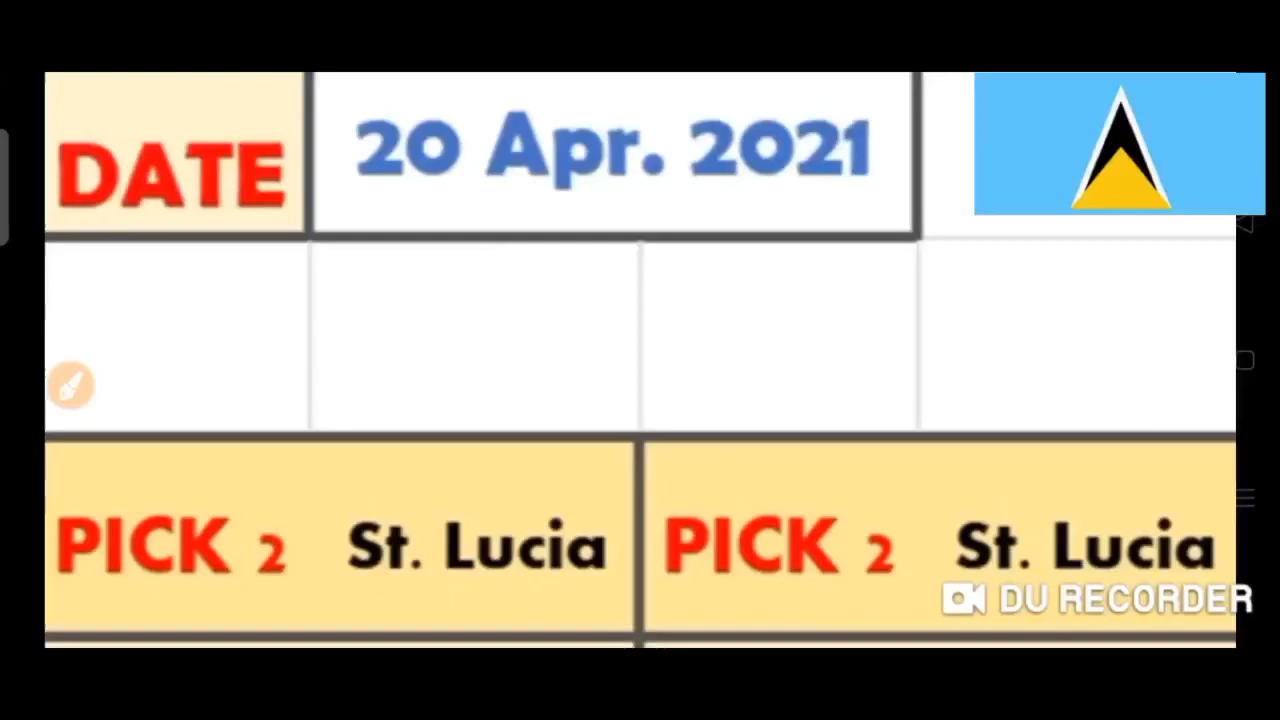 DATE 20 Apr. 2021
PICK 2 St. Lucia PICK 2 St. Lucia
DU RECORDER